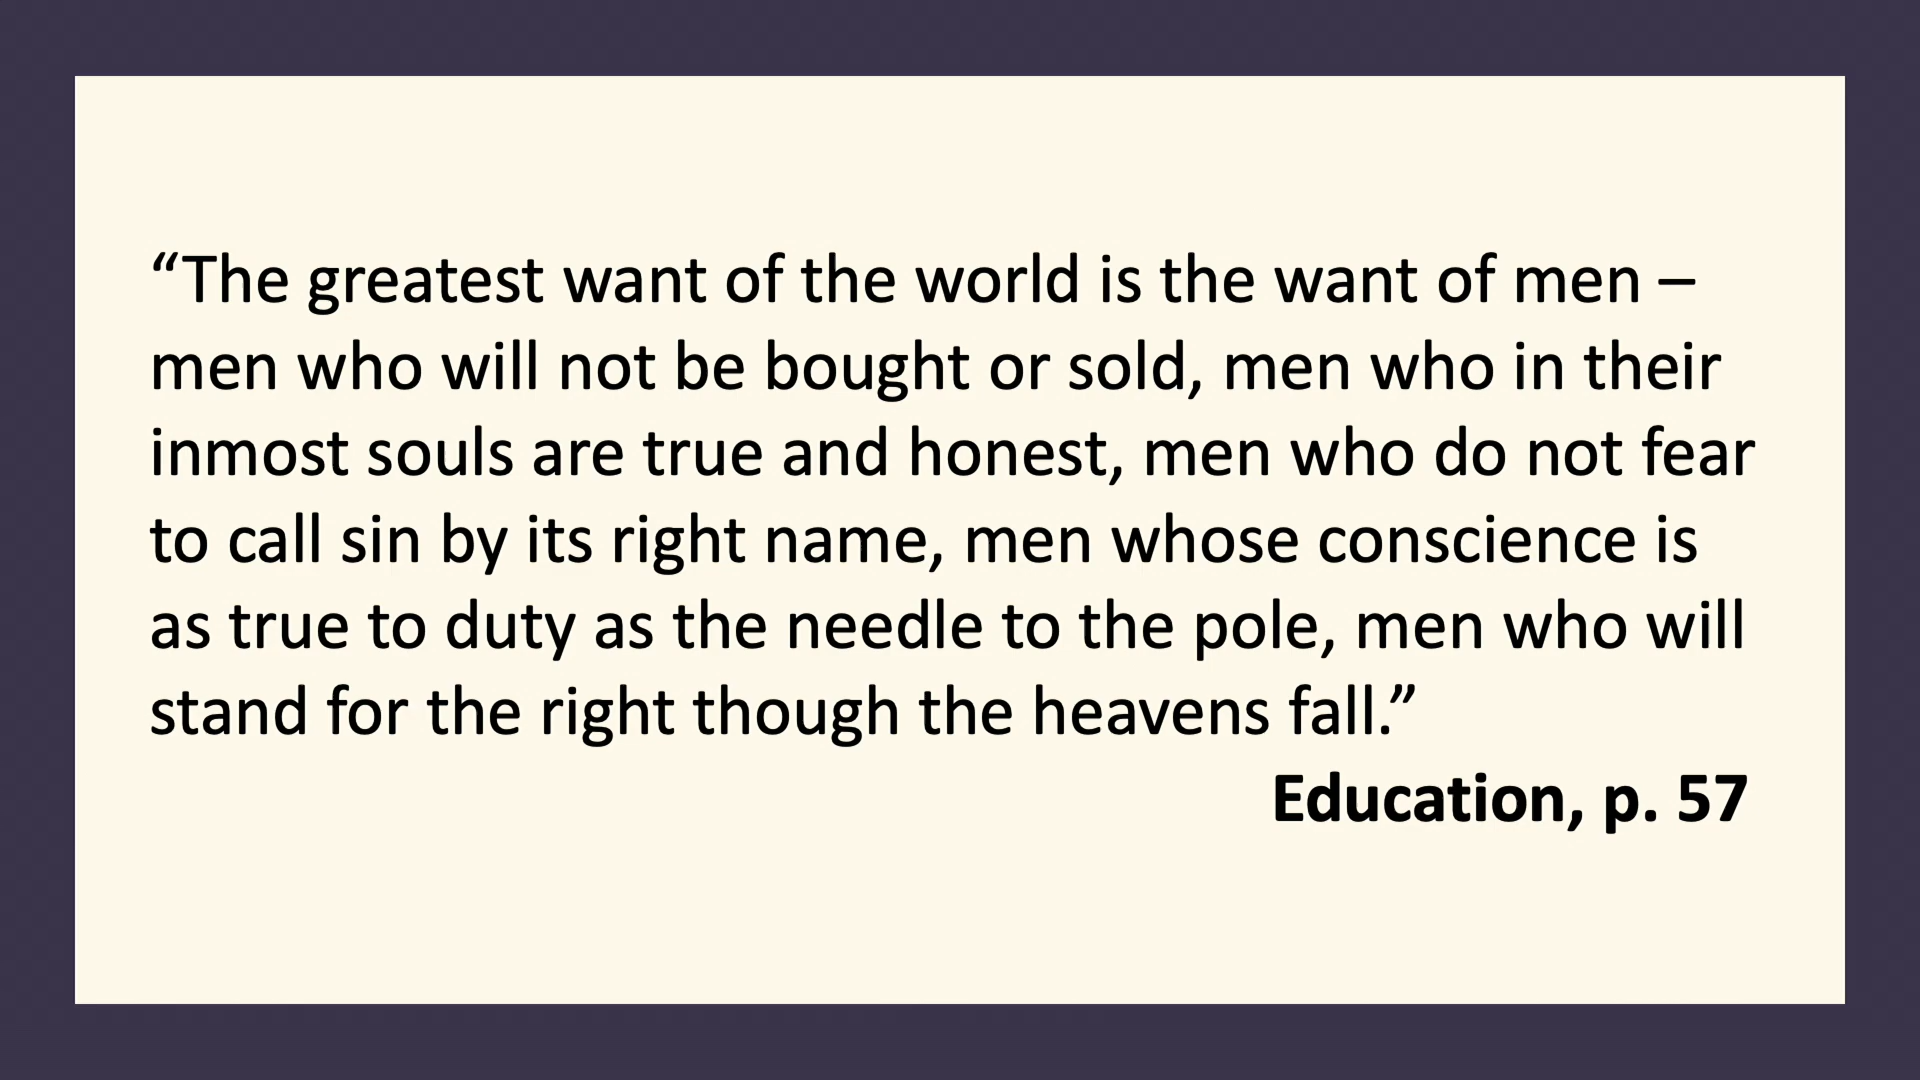 “The greatest want of the world is the want of men –
men who will not be bought or sold, men who in their
inmost souls are true and honest, men who do not fear
to call sin by its right name, men whose conscience is
as true to duty as the needle to the pole, men who will
stand for the right though the heavens fall.”
Education, p. 57